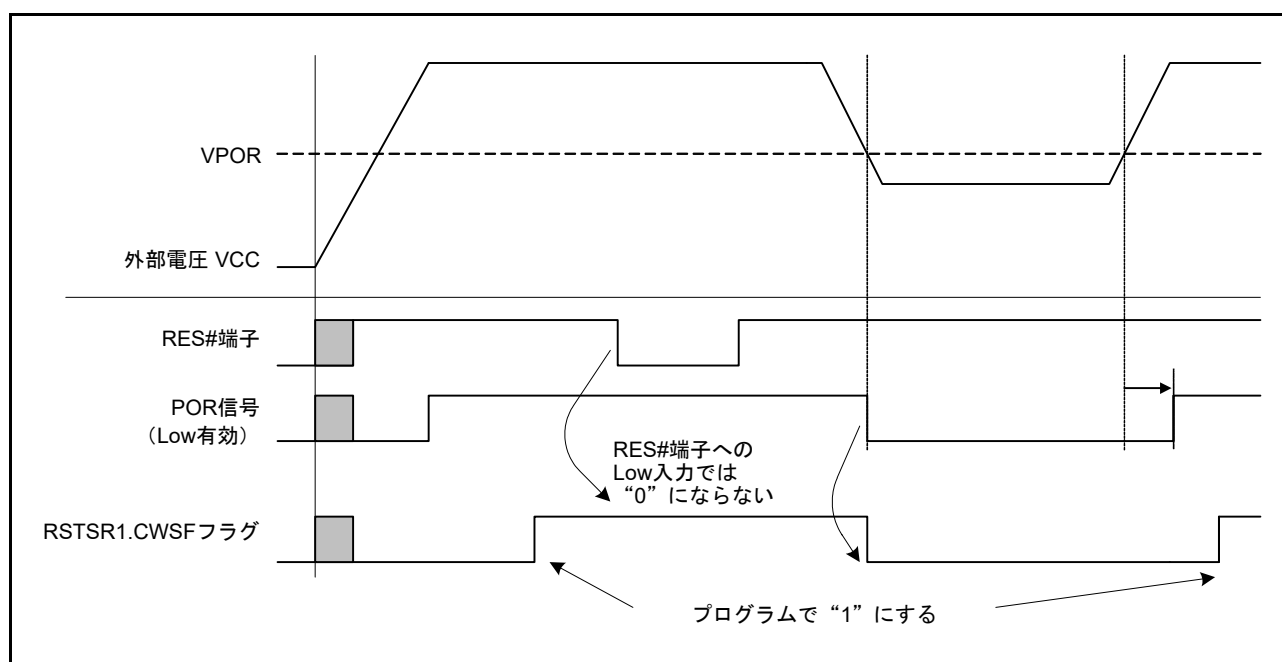 VPOR
外部電圧 VCC
RES#端子
POR信号
（Low有効）
RES#端子への
Low入力では
“0”にならない
RSTSR1.CWSFフラグ
プログラムで“1”にする